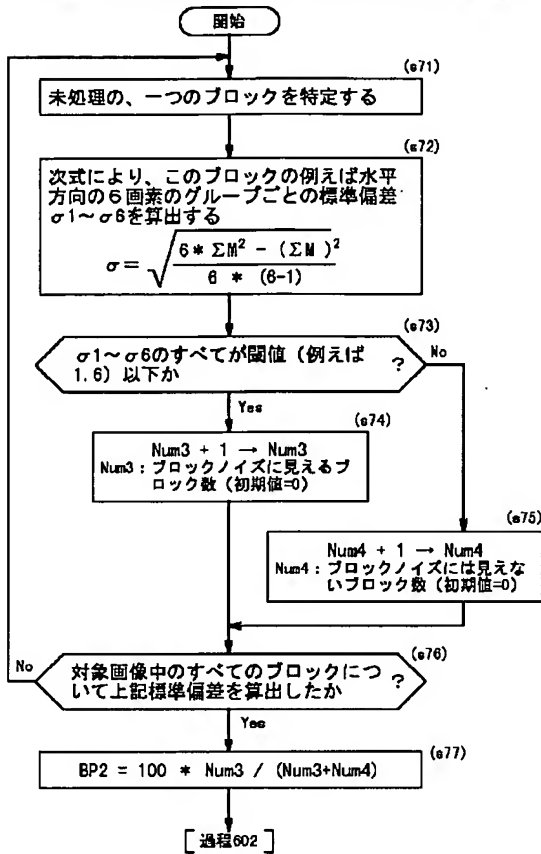 開始
(s71)
未処理の、一つのブロックを特定する
(s72)
次式により、このブロックの例えば水平
方向の6画素のグループごとの標準偏差
σ1~σ6を算出する
σ= √ 6 * ΣM² − (ΣM)² / 6 * (6-1)
(s73)
σ1~σ6のすべてが閾値(例えば
1.6)以下か
?
No
Yes
(s74)
Num3 + 1 → Num3
Num3:ブロックノイズに見えるブ
ロック数(初期値=0)
(s75)
Num4 + 1 → Num4
Num4:ブロックノイズには見えな
いブロック数(初期値=0)
(s76)
No
対象画像中のすべてのブロックにつ
いて上記標準偏差を算出したか
?
Yes
(s77)
BP2 = 100 * Num3 / (Num3+Num4)
[過程602]